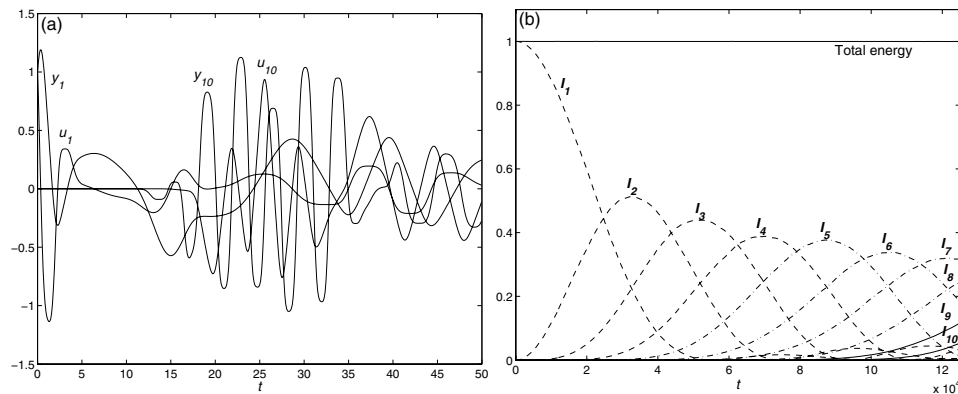 (a)
1.5
1
0.5
0
−0.5
−1
−1.5
y1
u1
y10
u10
0 5 10 15 20 25 30 35 40 45 50
t
(b)
1
0.8
0.6
0.4
0.2
0
Total energy
I1
I2
I3
I4
I5
I6
I7
I8
I9
I10
0 2 4 6 8 10 12
t
x 10^4